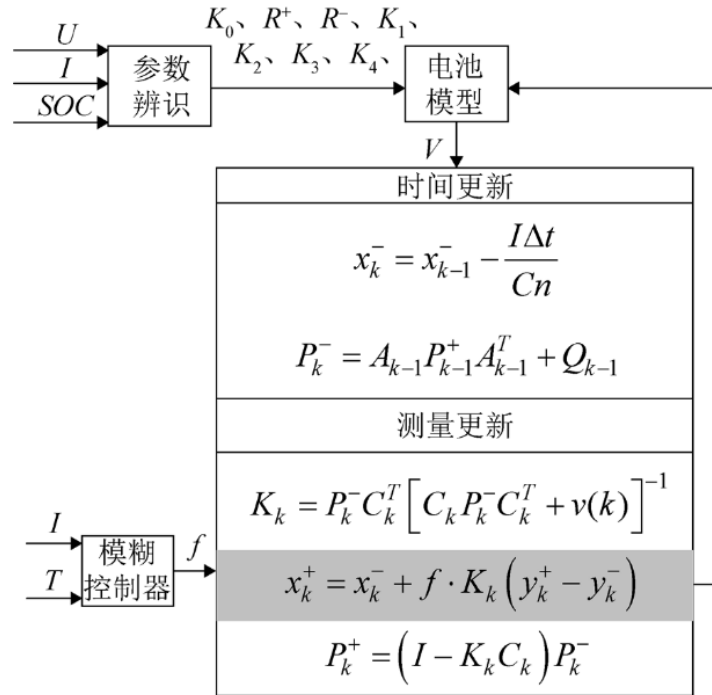 U
I
SOC
参数
辨识
K₀、R⁺、R⁻、K₁、
K₂、K₃、K₄、
电池
模型
V
时间更新
x_k^- = x_{k-1}^- - \frac{I\Delta t}{Cn}
P_k^- = A_{k-1}P_{k-1}^+A_{k-1}^T + Q_{k-1}
测量更新
K_k = P_k^-C_k^T[C_kP_k^-C_k^T + v(k)]^{-1}
I
T
模糊
控制器
f
x_k^+ = x_k^- + f·K_k(y_k^+ - y_k^-)
P_k^+ = (I - K_kC_k)P_k^-